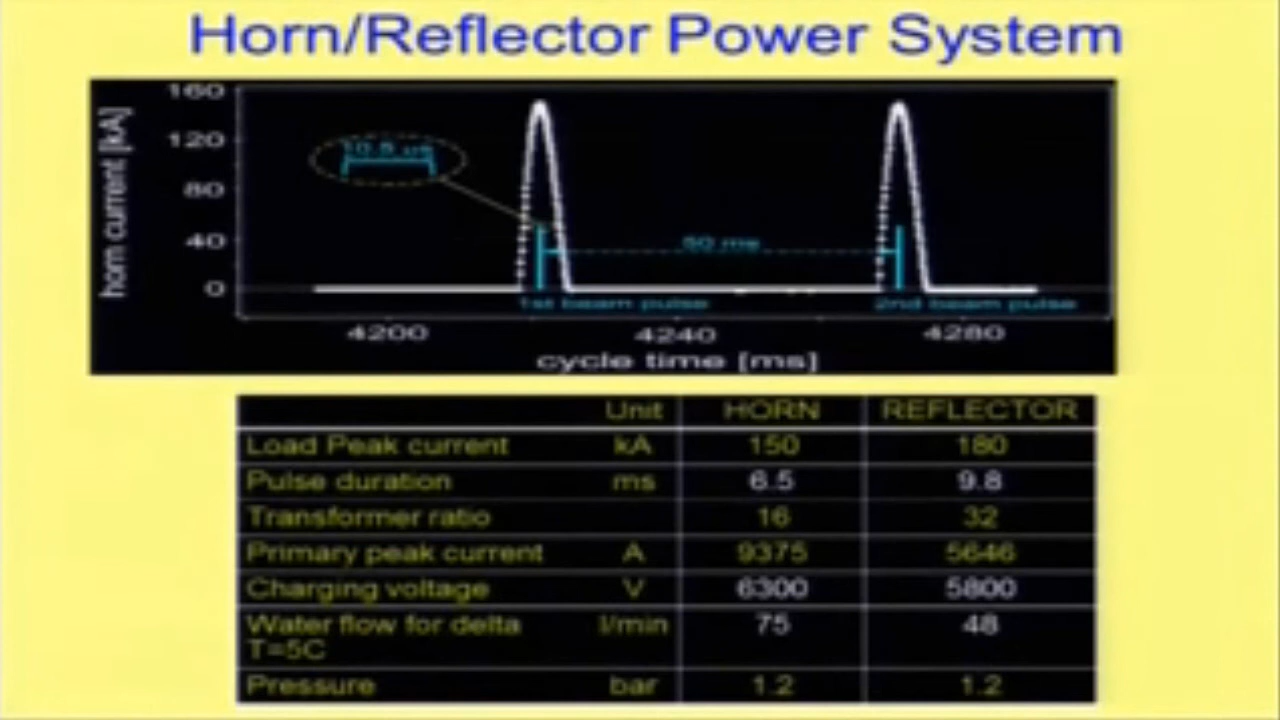 Horn/Reflector Power System
horn current [kA]
160
120
80
40
0
10.5 us
50 ms
1st beam pulse
2nd beam pulse
4200 4240 4280
cycle time [ms]
Unit HORN REFLECTOR
Load Peak current kA 150 180
Pulse duration ms 6.5 9.8
Transformer ratio 16 32
Primary peak current A 9375 5646
Charging voltage V 6300 5800
Water flow for delta l/min 75 48
T=5C
Pressure bar 1.2 1.2